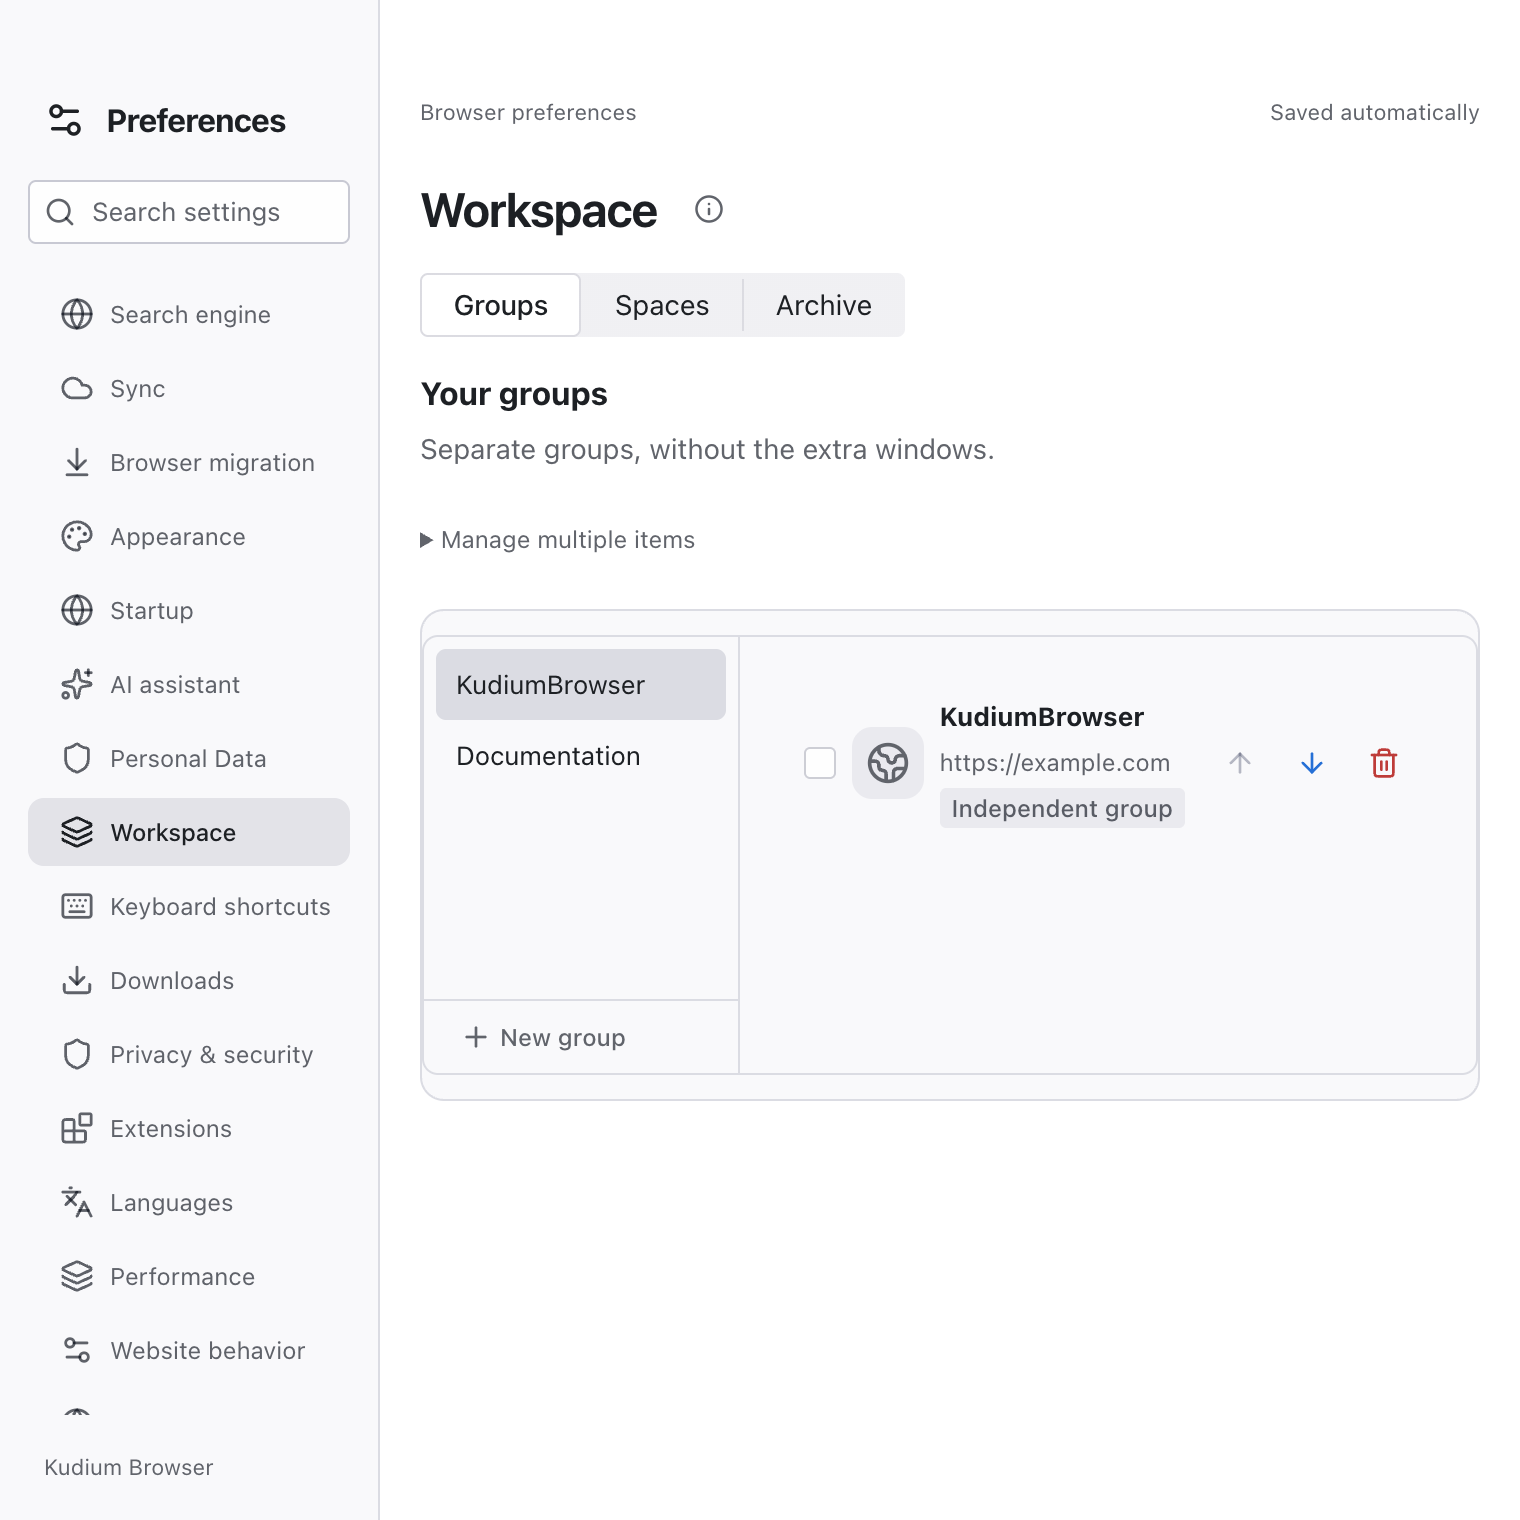 Preferences
Search settings
Search engine
Sync
Browser migration
Appearance
Startup
AI assistant
Personal Data
Workspace
Keyboard shortcuts
Downloads
Privacy & security
Extensions
Languages
Performance
Website behavior
Kudium Browser
Browser preferences
Saved automatically
Workspace
Groups
Spaces
Archive
Your groups
Separate groups, without the extra windows.
Manage multiple items
KudiumBrowser
Documentation
New group
KudiumBrowser
https://example.com
Independent group